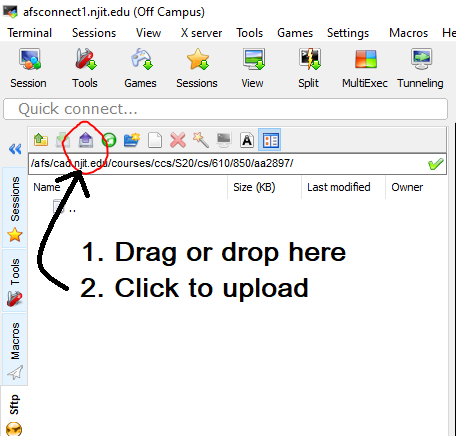 afsconnect1.njit.edu (Off Campus)
Terminal Sessions View X server Tools Games Settings Macros He
Session Tools Games Sessions View Split MultiExec Tunneling
Quick connect...
/afs/cad.njit.edu/courses/ccs/S20/cs/610/850/aa2897/
Name Size (KB) Last modified Owner
..
1. Drag or drop here
2. Click to upload
Sessions
Tools
Macros
Sftp
A